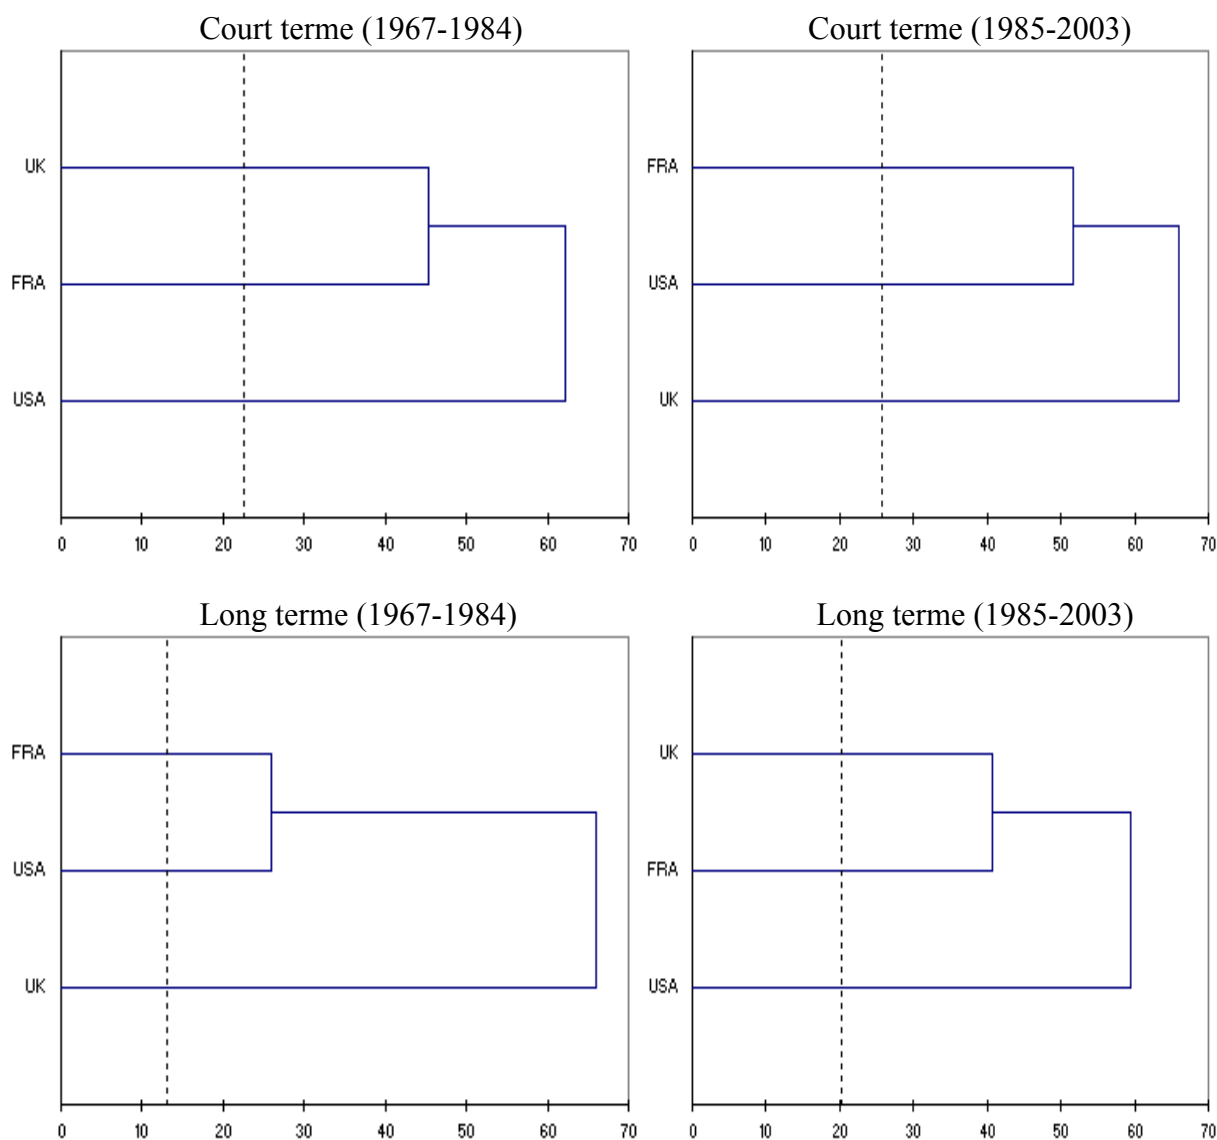 Court terme (1967-1984)
UK
FRA
USA
0 10 20 30 40 50 60 70
Court terme (1985-2003)
FRA
USA
UK
0 10 20 30 40 50 60 70
Long terme (1967-1984)
FRA
USA
UK
0 10 20 30 40 50 60 70
Long terme (1985-2003)
UK
FRA
USA
0 10 20 30 40 50 60 70